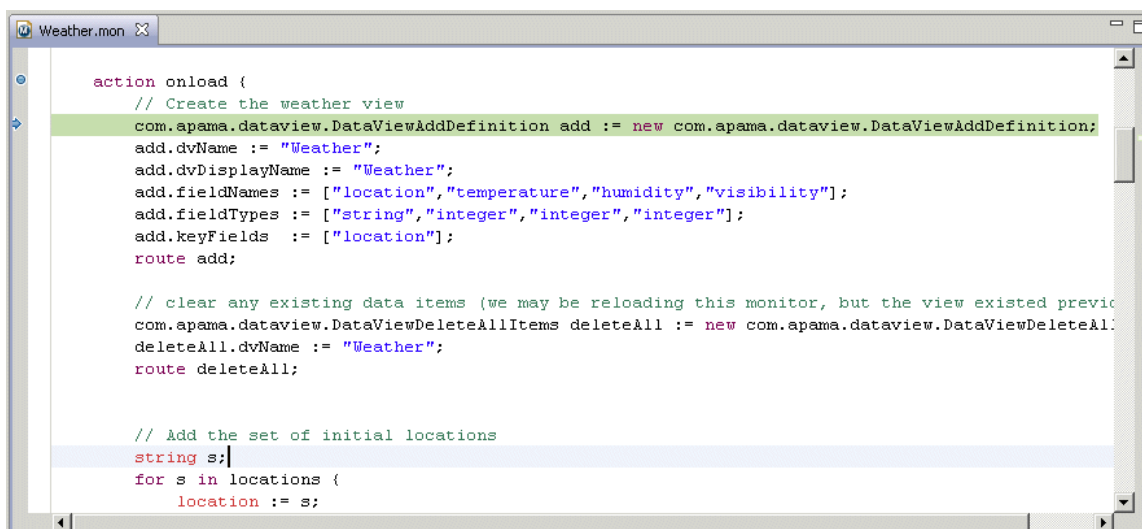 Weather.mon
action onload {
// Create the weather view
com.apama.dataview.DataViewAddDefinition add := new com.apama.dataview.DataViewAddDefinition;
add.dvName := "Weather";
add.dvDisplayName := "Weather";
add.fieldNames := ["location","temperature","humidity","visibility"];
add.fieldTypes := ["string","integer","integer","integer"];
add.keyFields  := ["location"];
route add;
// clear any existing data items (we may be reloading this monitor, but the view existed previo
com.apama.dataview.DataViewDeleteAllItems deleteAll := new com.apama.dataview.DataViewDeleteAl
deleteAll.dvName := "Weather";
route deleteAll;
// Add the set of initial locations
string s;
for s in locations {
location := s;